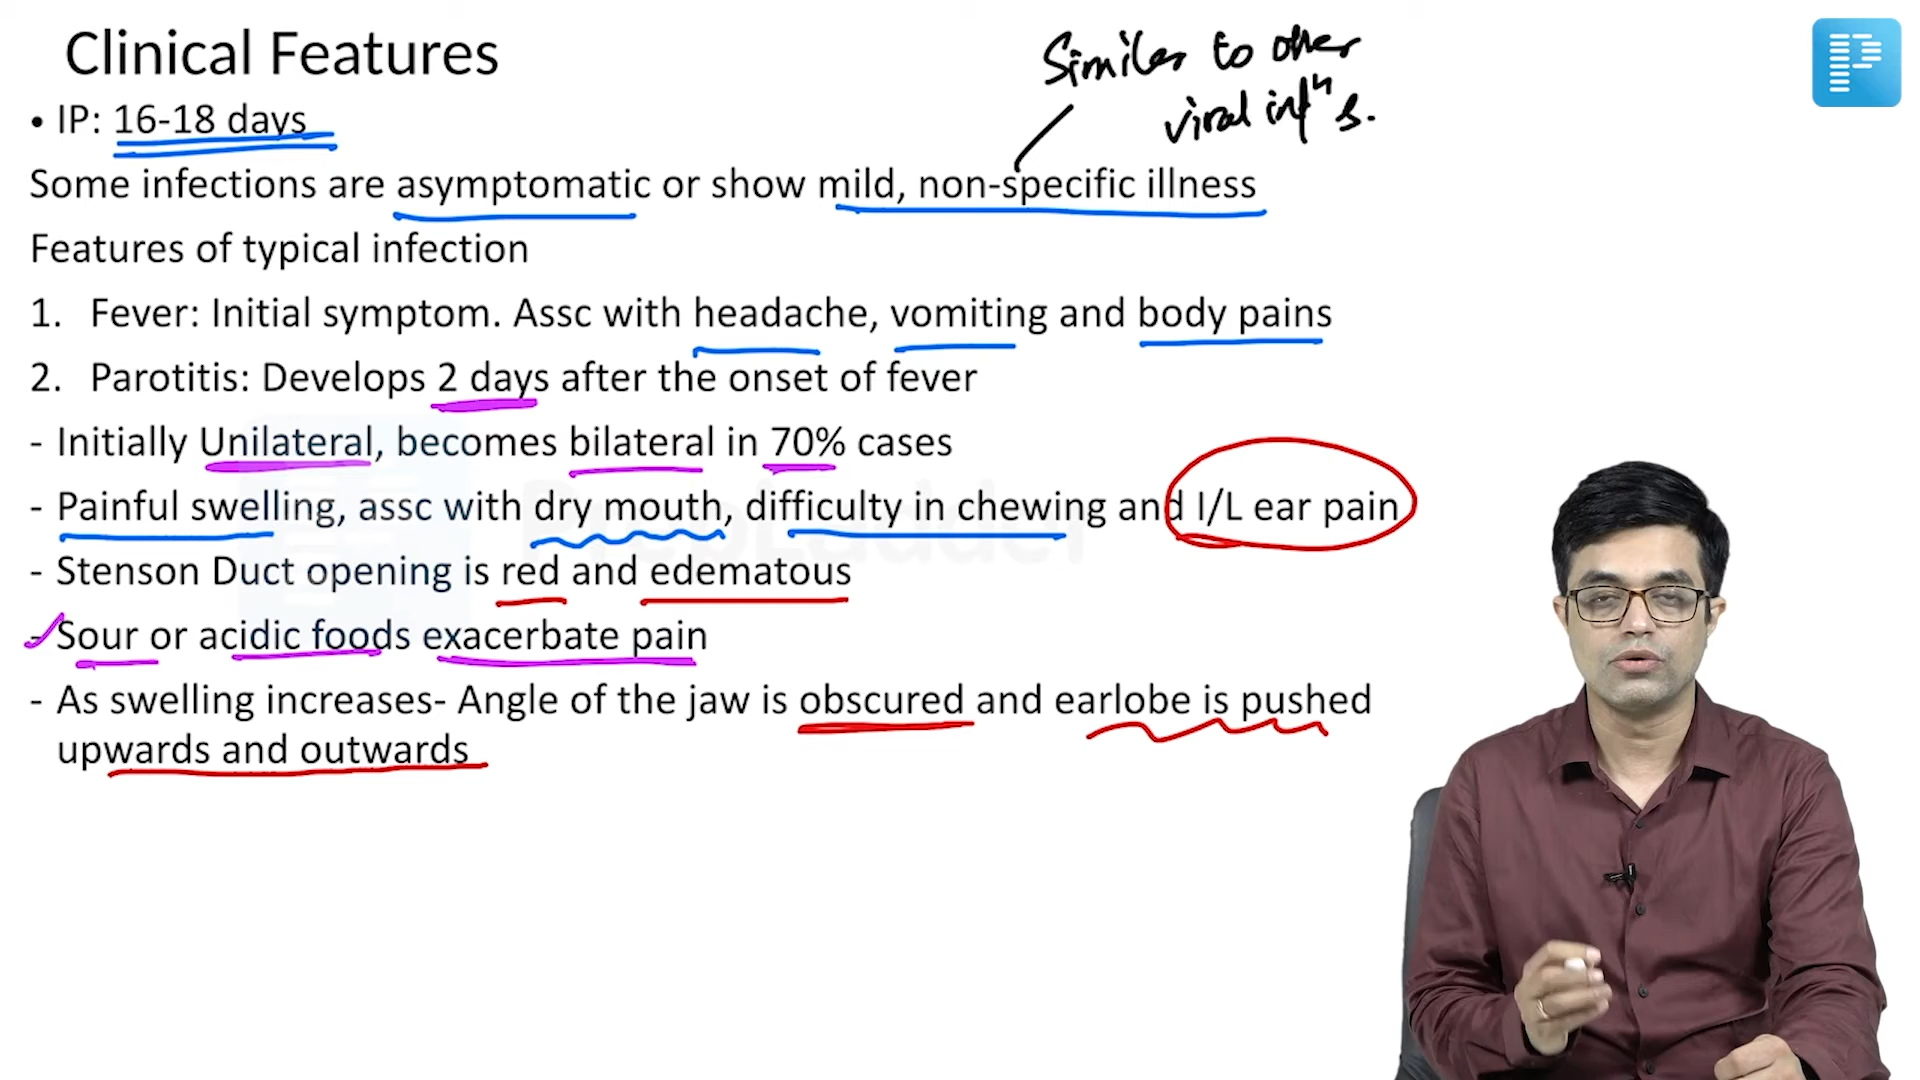 Clinical Features
Similar to other
viral infⁿs.
• IP: 16-18 days
Some infections are asymptomatic or show mild, non-specific illness
Features of typical infection
1. Fever: Initial symptom. Assc with headache, vomiting and body pains
2. Parotitis: Develops 2 days after the onset of fever
- Initially Unilateral, becomes bilateral in 70% cases
- Painful swelling, assc with dry mouth, difficulty in chewing and I/L ear pain
- Stenson Duct opening is red and edematous
- Sour or acidic foods exacerbate pain
- As swelling increases- Angle of the jaw is obscured and earlobe is pushed
upwards and outwards
PrepLadder